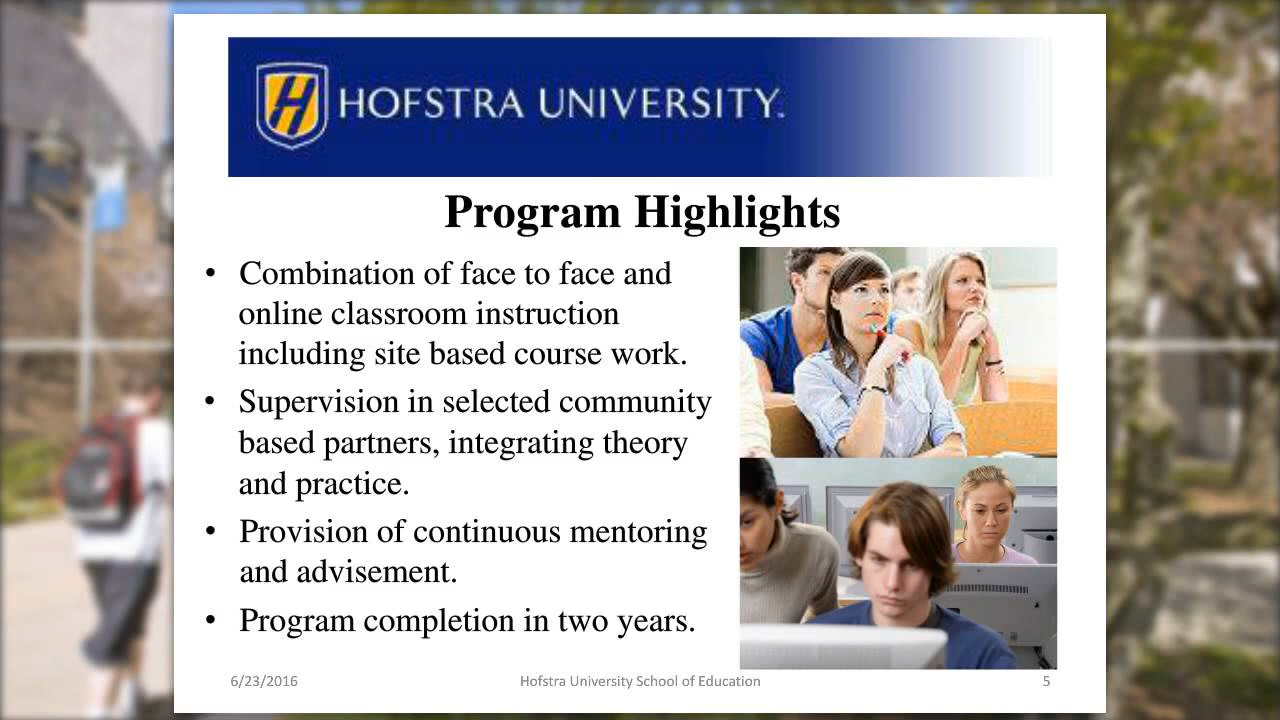 HOFSTRA UNIVERSITY.
Program Highlights
• Combination of face to face and
online classroom instruction
including site based course work.
• Supervision in selected community
based partners, integrating theory
and practice.
• Provision of continuous mentoring
and advisement.
• Program completion in two years.
6/23/2016 Hofstra University School of Education 5